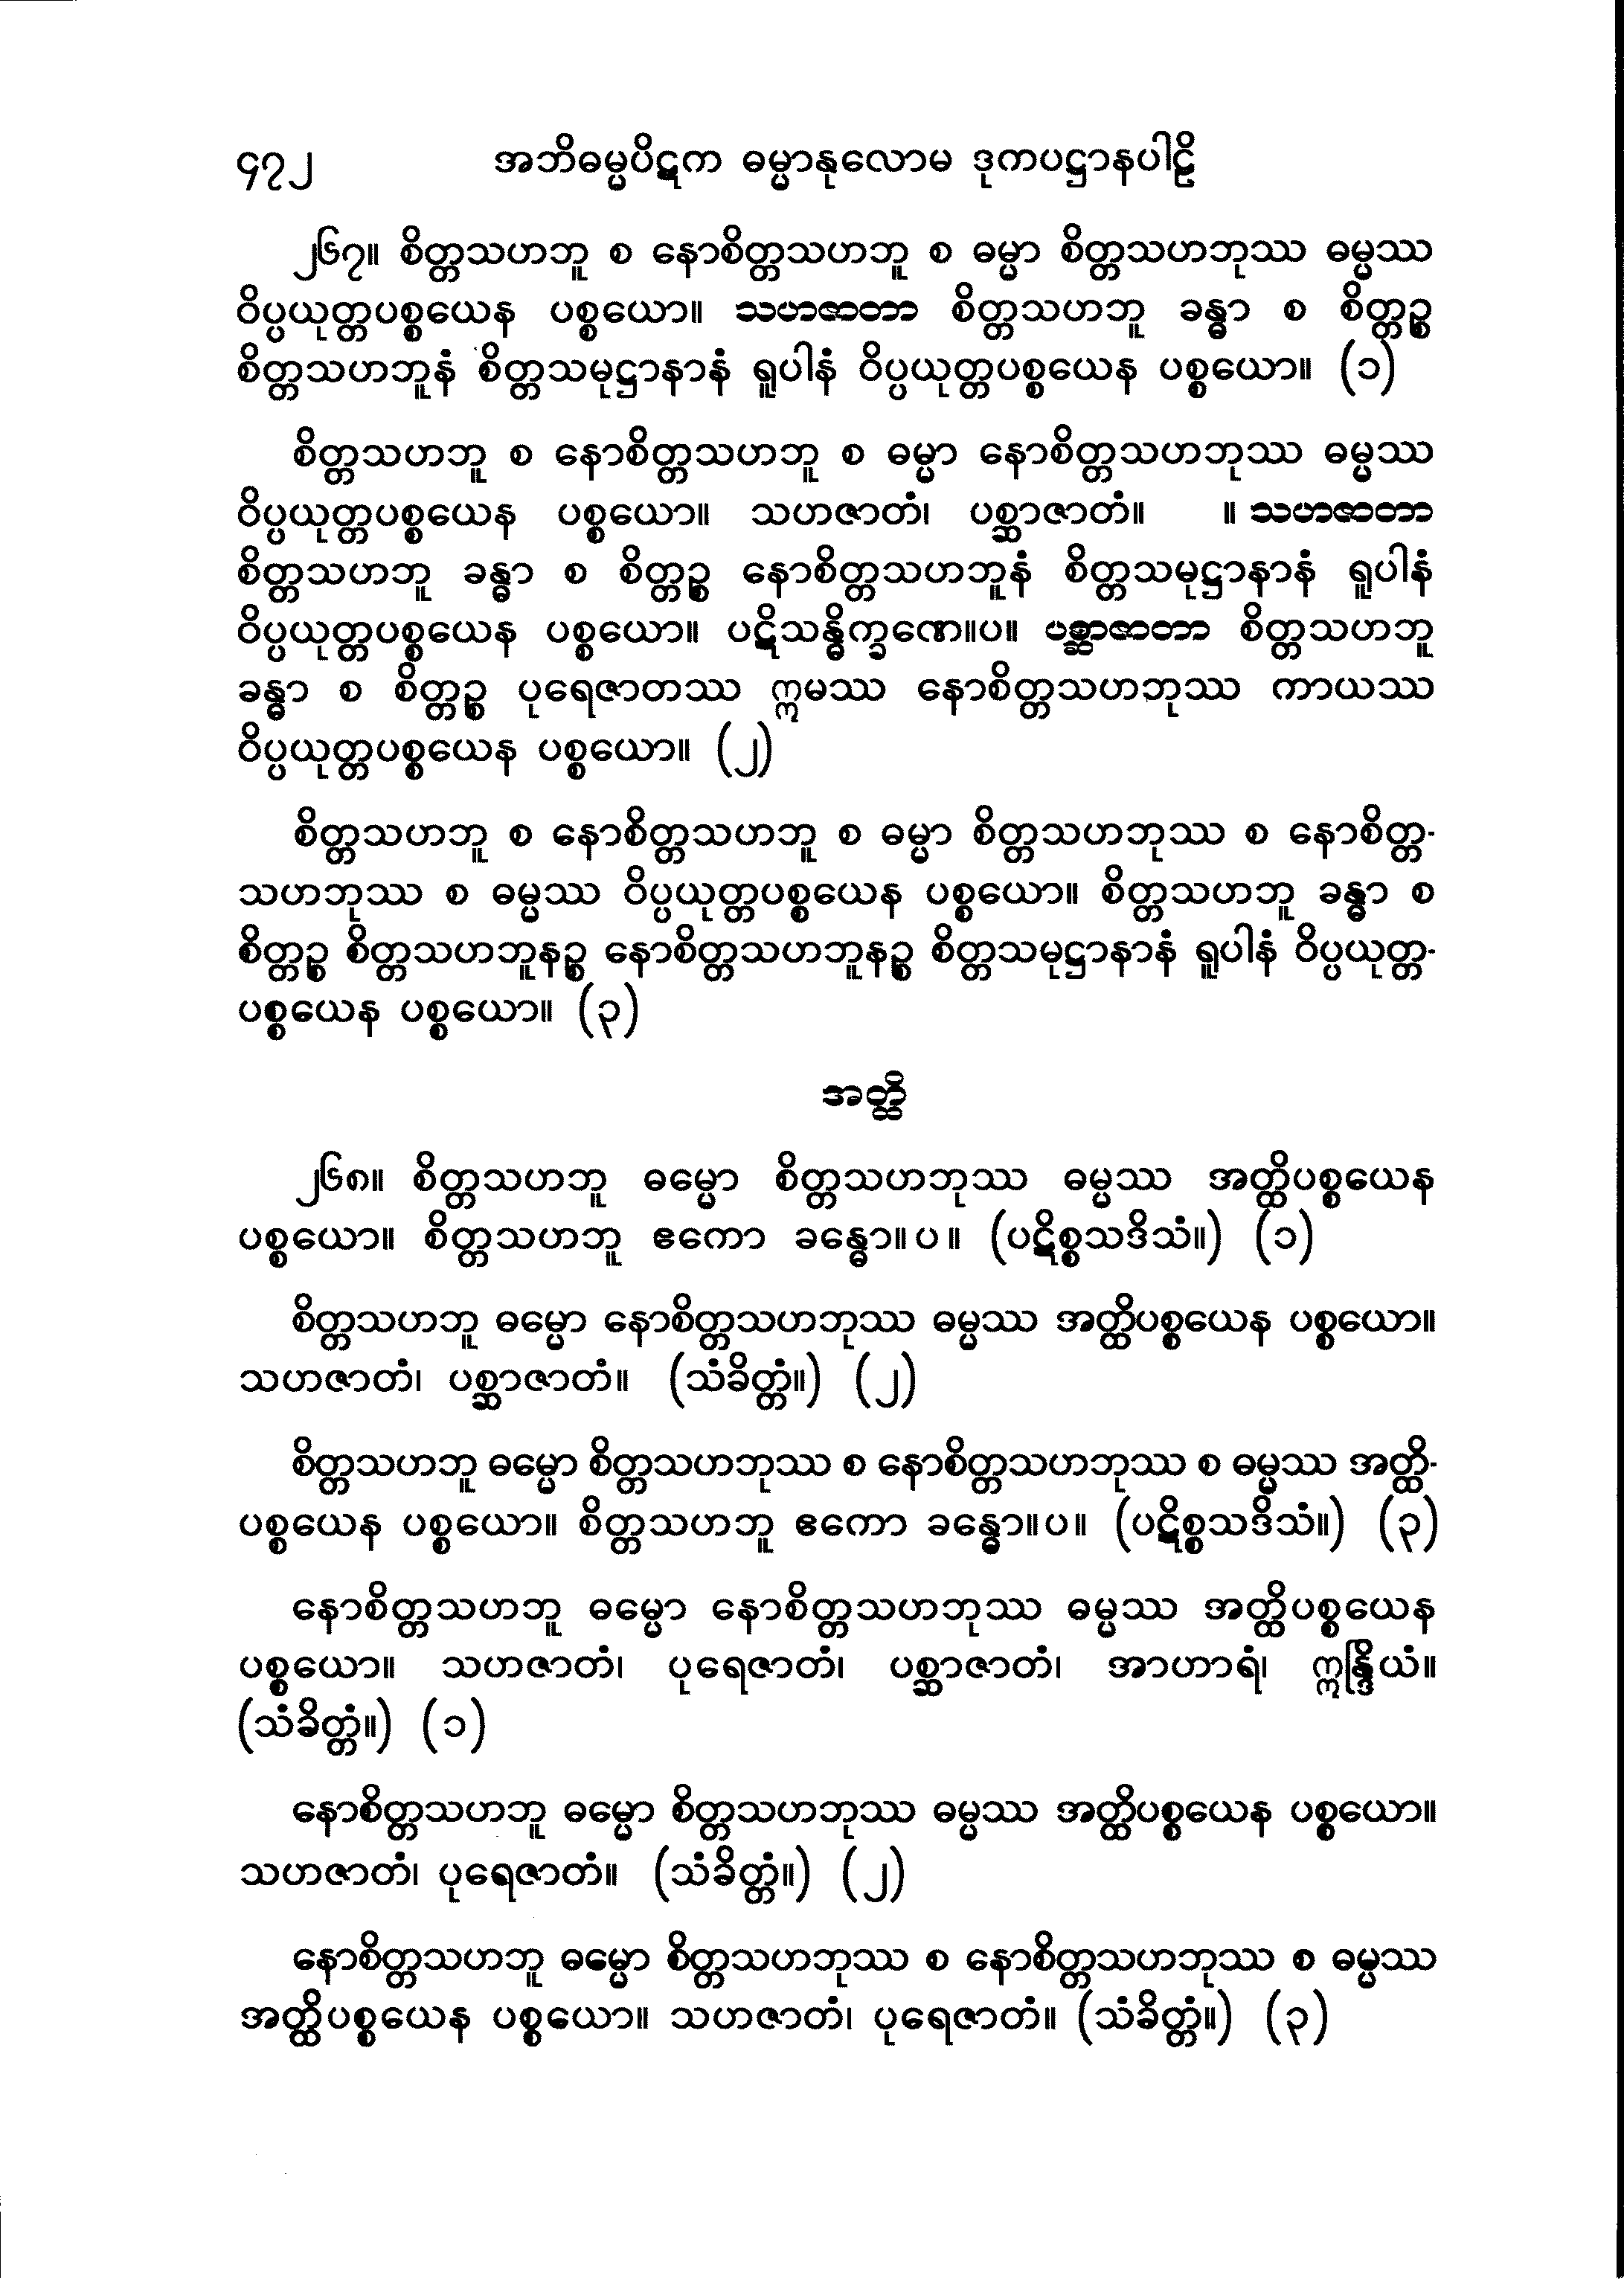 ၄၇၂ အဘိဓမ္မပိဋက ဓမ္မာနုလောမ ဒုကပဋ္ဌာနပါဠိ
၂၆၇။ စိတ္တသဟဘူ စ နောစိတ္တသဟဘူ စ ဓမ္မာ စိတ္တသဟဘုဿ ဓမ္မဿ
ဝိပ္ပယုတ္တပစ္စယေန ပစ္စယော။ သဟဇာတာ စိတ္တသဟဘူ ခန္ဓာ စ စိတ္တဉ္စ
စိတ္တသဟဘူနံ စိတ္တသမုဋ္ဌာနာနံ ရူပါနံ ဝိပ္ပယုတ္တပစ္စယေန ပစ္စယော။ (၁)
စိတ္တသဟဘူ စ နောစိတ္တသဟဘူ စ ဓမ္မာ နောစိတ္တသဟဘုဿ ဓမ္မဿ
ဝိပ္ပယုတ္တပစ္စယေန ပစ္စယော။ သဟဇာတံ၊ ပစ္ဆာဇာတံ။ ။ သဟဇာတာ
စိတ္တသဟဘူ ခန္ဓာ စ စိတ္တဉ္စ နောစိတ္တသဟဘူနံ စိတ္တသမုဋ္ဌာနာနံ ရူပါနံ
ဝိပ္ပယုတ္တပစ္စယေန ပစ္စယော။ ပဋိသန္ဓိက္ခဏေ။ပ။ ပစ္ဆာဇာတာ စိတ္တသဟဘူ
ခန္ဓာ စ စိတ္တဉ္စ ပုရေဇာတဿ ဣမဿ နောစိတ္တသဟဘုဿ ကာယဿ
ဝိပ္ပယုတ္တပစ္စယေန ပစ္စယော။ (၂)
စိတ္တသဟဘူ စ နောစိတ္တသဟဘူ စ ဓမ္မာ စိတ္တသဟဘုဿ စ နောစိတ္တ-
သဟဘုဿ စ ဓမ္မဿ ဝိပ္ပယုတ္တပစ္စယေန ပစ္စယော။ စိတ္တသဟဘူ ခန္ဓာ စ
စိတ္တဉ္စ စိတ္တသဟဘူနဉ္စ နောစိတ္တသဟဘူနဉ္စ စိတ္တသမုဋ္ဌာနာနံ ရူပါနံ ဝိပ္ပယုတ္တ-
ပစ္စယေန ပစ္စယော။ (၃)
အတ္ထိ
၂၆၈။ စိတ္တသဟဘူ ဓမ္မော စိတ္တသဟဘုဿ ဓမ္မဿ အတ္ထိပစ္စယေန
ပစ္စယော။ စိတ္တသဟဘူ ဧကော ခန္ဓော။ပ။ (ပဋိစ္စသဒိသံ။) (၁)
စိတ္တသဟဘူ ဓမ္မော နောစိတ္တသဟဘုဿ ဓမ္မဿ အတ္ထိပစ္စယေန ပစ္စယော။
သဟဇာတံ၊ ပစ္ဆာဇာတံ။ (သံခိတ္တံ။) (၂)
စိတ္တသဟဘူ ဓမ္မော စိတ္တသဟဘုဿ စ နောစိတ္တသဟဘုဿ စ ဓမ္မဿ အတ္ထိ-
ပစ္စယေန ပစ္စယော။ စိတ္တသဟဘူ ဧကော ခန္ဓော။ပ။ (ပဋိစ္စသဒိသံ။) (၃)
နောစိတ္တသဟဘူ ဓမ္မော နောစိတ္တသဟဘုဿ ဓမ္မဿ အတ္ထိပစ္စယေန
ပစ္စယော။ သဟဇာတံ၊ ပုရေဇာတံ၊ ပစ္ဆာဇာတံ၊ အာဟာရံ၊ ဣန္ဒြိယံ။
(သံခိတ္တံ။) (၁)
နောစိတ္တသဟဘူ ဓမ္မော စိတ္တသဟဘုဿ ဓမ္မဿ အတ္ထိပစ္စယေန ပစ္စယော။
သဟဇာတံ၊ ပုရေဇာတံ။ (သံခိတ္တံ။) (၂)
နောစိတ္တသဟဘူ ဓမ္မော စိတ္တသဟဘုဿ စ နောစိတ္တသဟဘုဿ စ ဓမ္မဿ
အတ္ထိပစ္စယေန ပစ္စယော။ သဟဇာတံ၊ ပုရေဇာတံ။ (သံခိတ္တံ။) (၃)